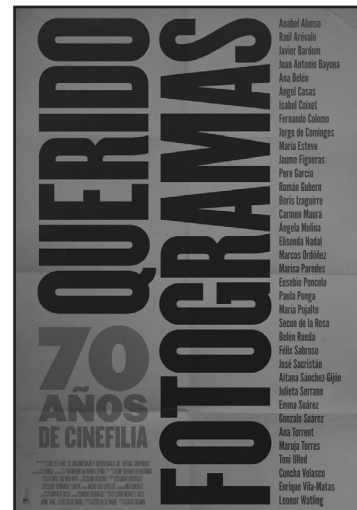 QUERIDO
FOTOGRAMAS
70
AÑOS
DE CINEFILIA
Anabel Alonso
Raúl Arévalo
Javier Bardem
Juan Antonio Bayona
Ana Belén
Àngel Casas
Isabel Coixet
Fernando Colomo
Jorge de Cominges
Maria Esteve
Jaume Figueras
Pere Garcia
Román Gubern
Boris Izaguirre
Carmen Maura
Ángela Molina
Elisenda Nadal
Marcos Ordóñez
Marisa Paredes
Eusebio Poncela
Paula Ponga
María Pujalte
Secun de la Rosa
Belén Rueda
Félix Sabroso
José Sacristán
Aitana Sánchez-Gijón
Julieta Serrano
Emma Suárez
Gonzalo Suárez
Ana Torrent
Maruja Torres
Toni Ulled
Concha Velasco
Enrique Vila-Matas
Leonor Watling